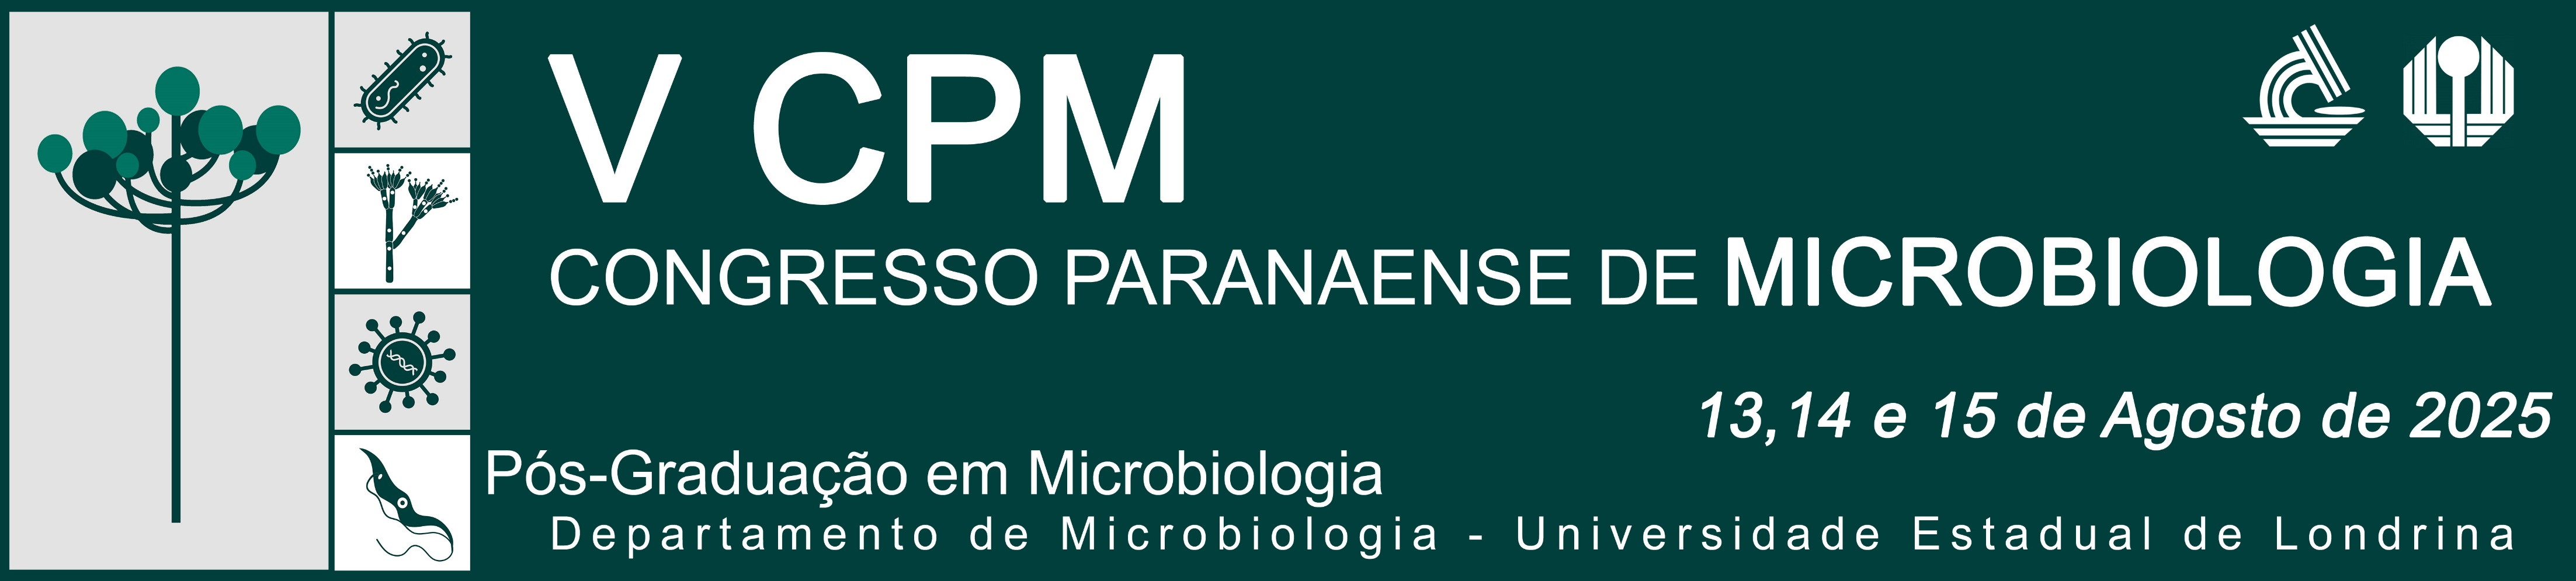 V CPM
CONGRESSO PARANAENSE DE MICROBIOLOGIA
13,14 e 15 de Agosto de 2025
Pós-Graduação em Microbiologia
Departamento de Microbiologia - Universidade Estadual de Londrina